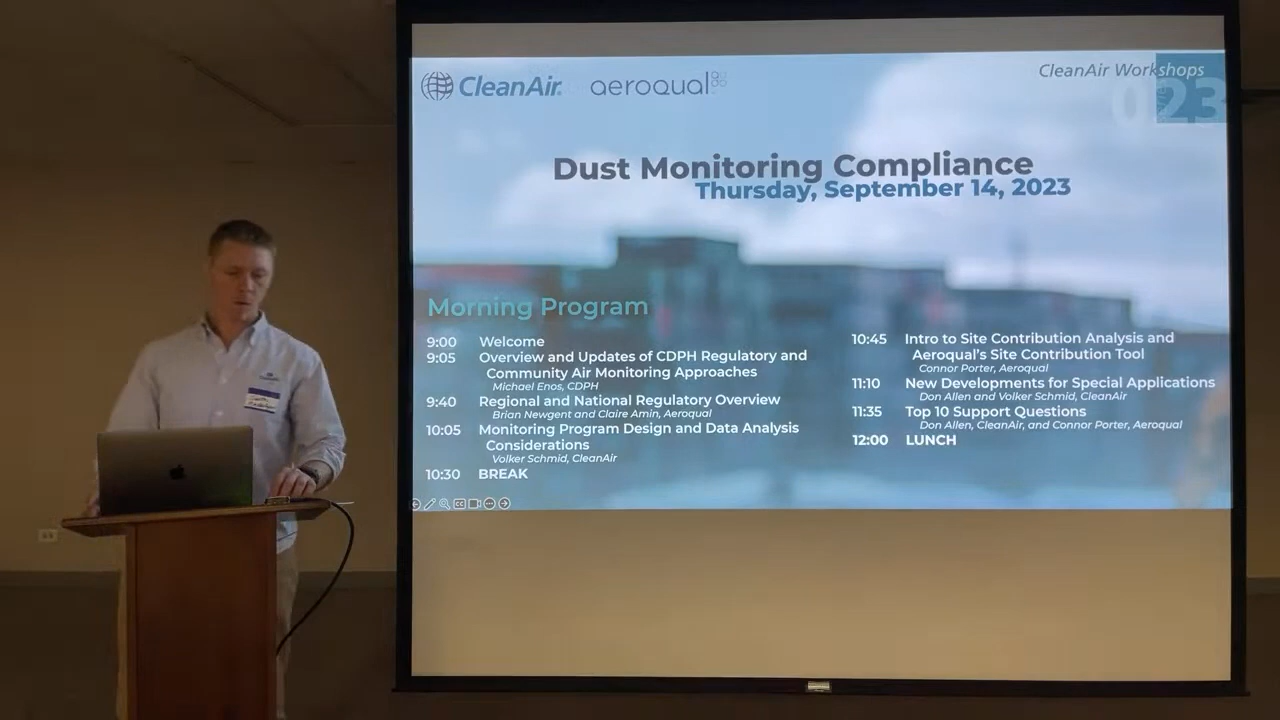 CleanAir
aeroqual
CleanAir Workshops
023
Dust Monitoring Compliance
Thursday, September 14, 2023
Morning Program
9:00 Welcome
9:05 Overview and Updates of CDPH Regulatory and
Community Air Monitoring Approaches
Michael Enos, CDPH
9:40 Regional and National Regulatory Overview
Brian Newgent and Claire Amin, Aeroqual
10:05 Monitoring Program Design and Data Analysis
Considerations
Volker Schmid, CleanAir
10:30 BREAK
10:45 Intro to Site Contribution Analysis and
Aeroqual's Site Contribution Tool
Connor Porter, Aeroqual
11:10 New Developments for Special Applications
Don Allen and Volker Schmid, CleanAir
11:35 Top 10 Support Questions
Don Allen, CleanAir, and Connor Porter, Aeroqual
12:00 LUNCH